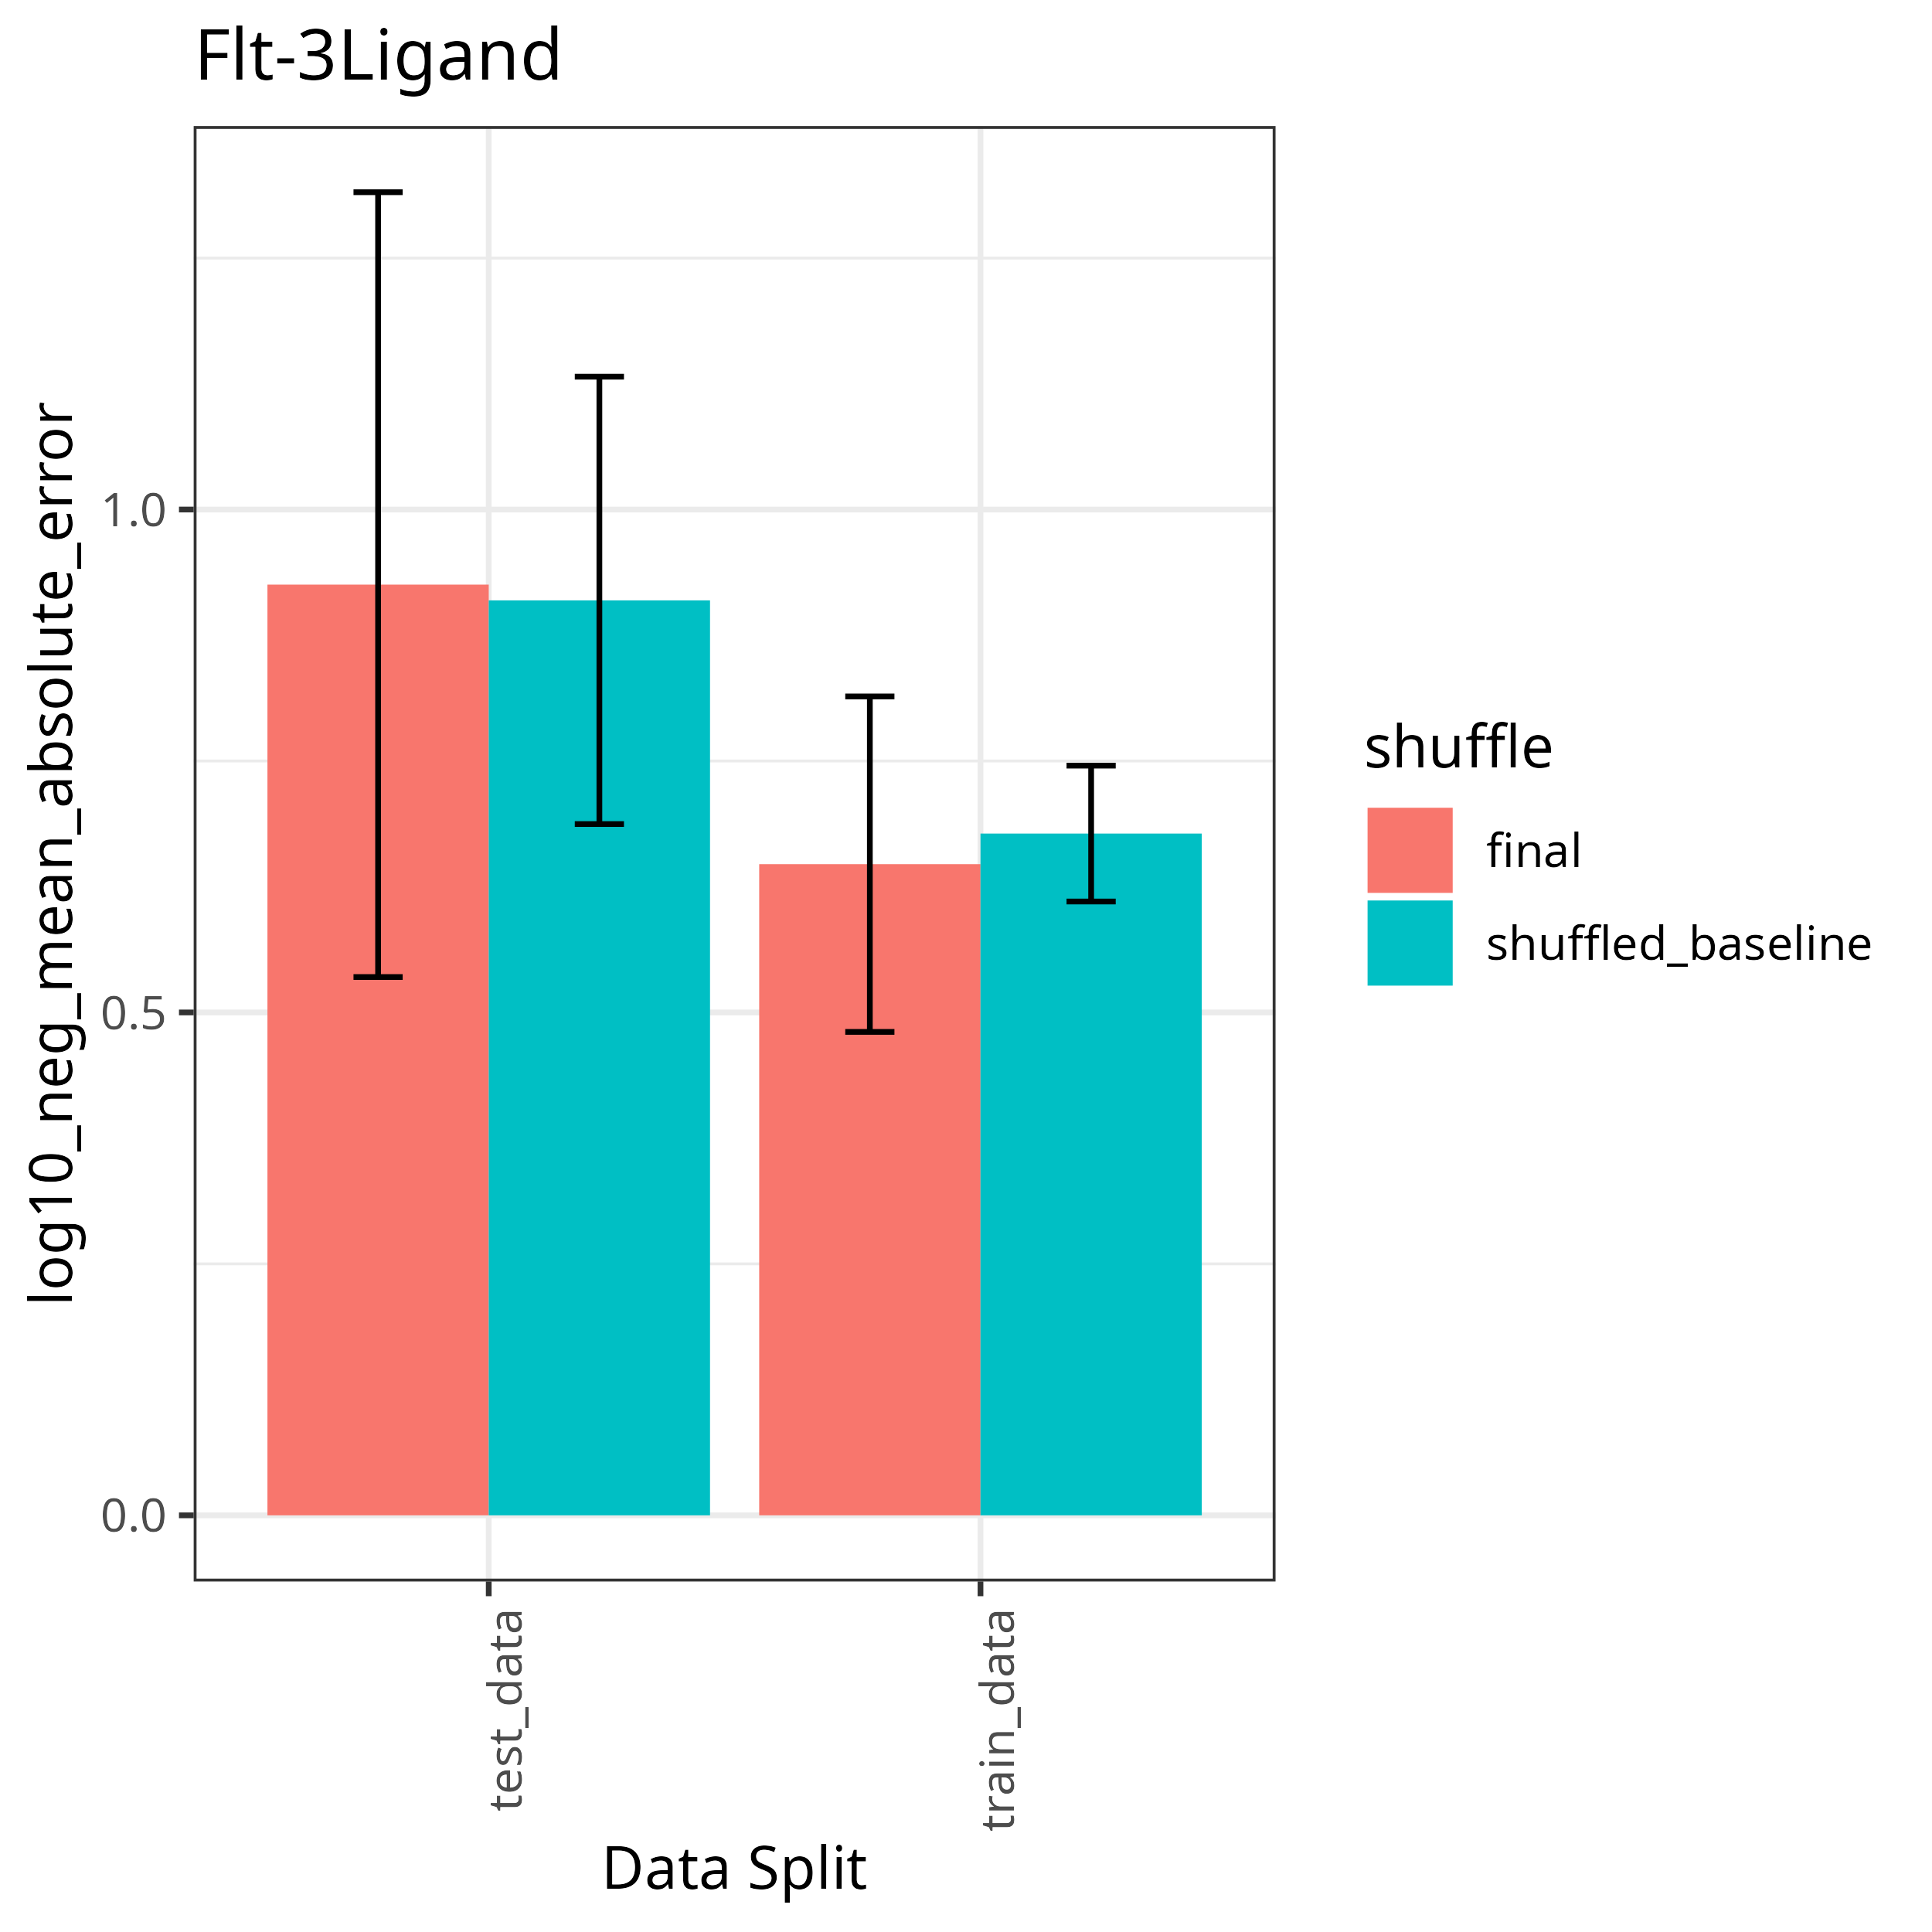 Flt-3Ligand
log10_neg_mean_absolute_error
1.0
0.5
0.0
test_data
train_data
Data Split
shuffle
final
shuffled_baseline